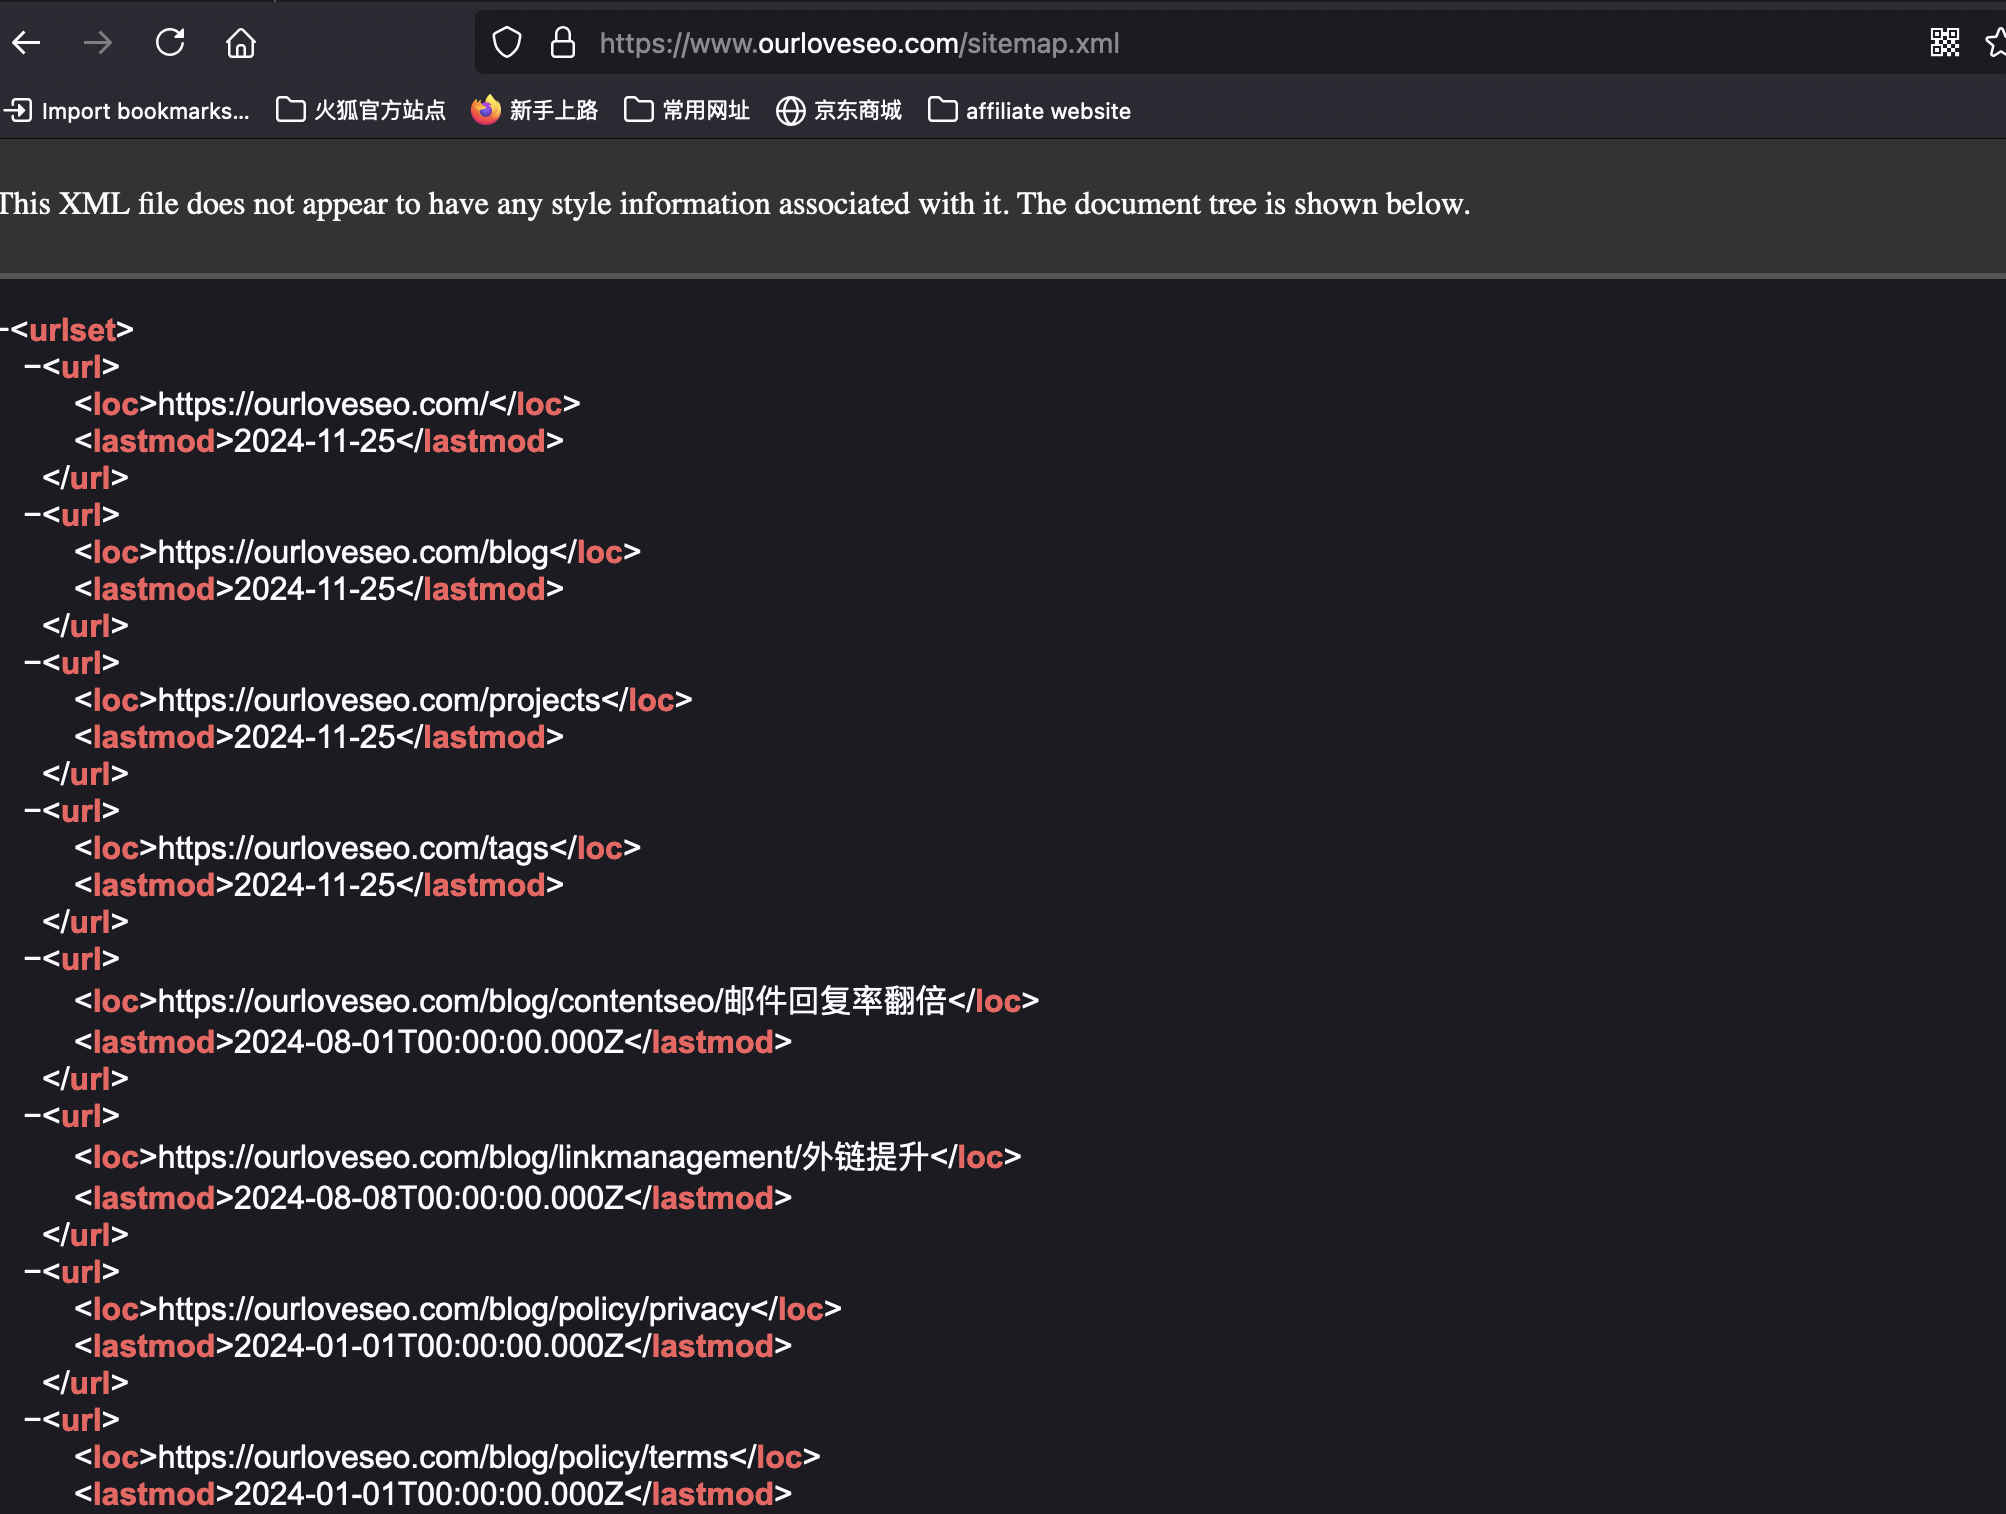 https://www.ourloveseo.com/sitemap.xml
Import bookmarks... 火狐官方站点 新手上路 常用网址 京东商城 affiliate website
This XML file does not appear to have any style information associated with it. The document tree is shown below.
−<urlset>
−<url>
<loc>https://ourloveseo.com/</loc>
<lastmod>2024-11-25</lastmod>
</url>
−<url>
<loc>https://ourloveseo.com/blog</loc>
<lastmod>2024-11-25</lastmod>
</url>
−<url>
<loc>https://ourloveseo.com/projects</loc>
<lastmod>2024-11-25</lastmod>
</url>
−<url>
<loc>https://ourloveseo.com/tags</loc>
<lastmod>2024-11-25</lastmod>
</url>
−<url>
<loc>https://ourloveseo.com/blog/contentseo/邮件回复率翻倍</loc>
<lastmod>2024-08-01T00:00:00.000Z</lastmod>
</url>
−<url>
<loc>https://ourloveseo.com/blog/linkmanagement/外链提升</loc>
<lastmod>2024-08-08T00:00:00.000Z</lastmod>
</url>
−<url>
<loc>https://ourloveseo.com/blog/policy/privacy</loc>
<lastmod>2024-01-01T00:00:00.000Z</lastmod>
</url>
−<url>
<loc>https://ourloveseo.com/blog/policy/terms</loc>
<lastmod>2024-01-01T00:00:00.000Z</lastmod>